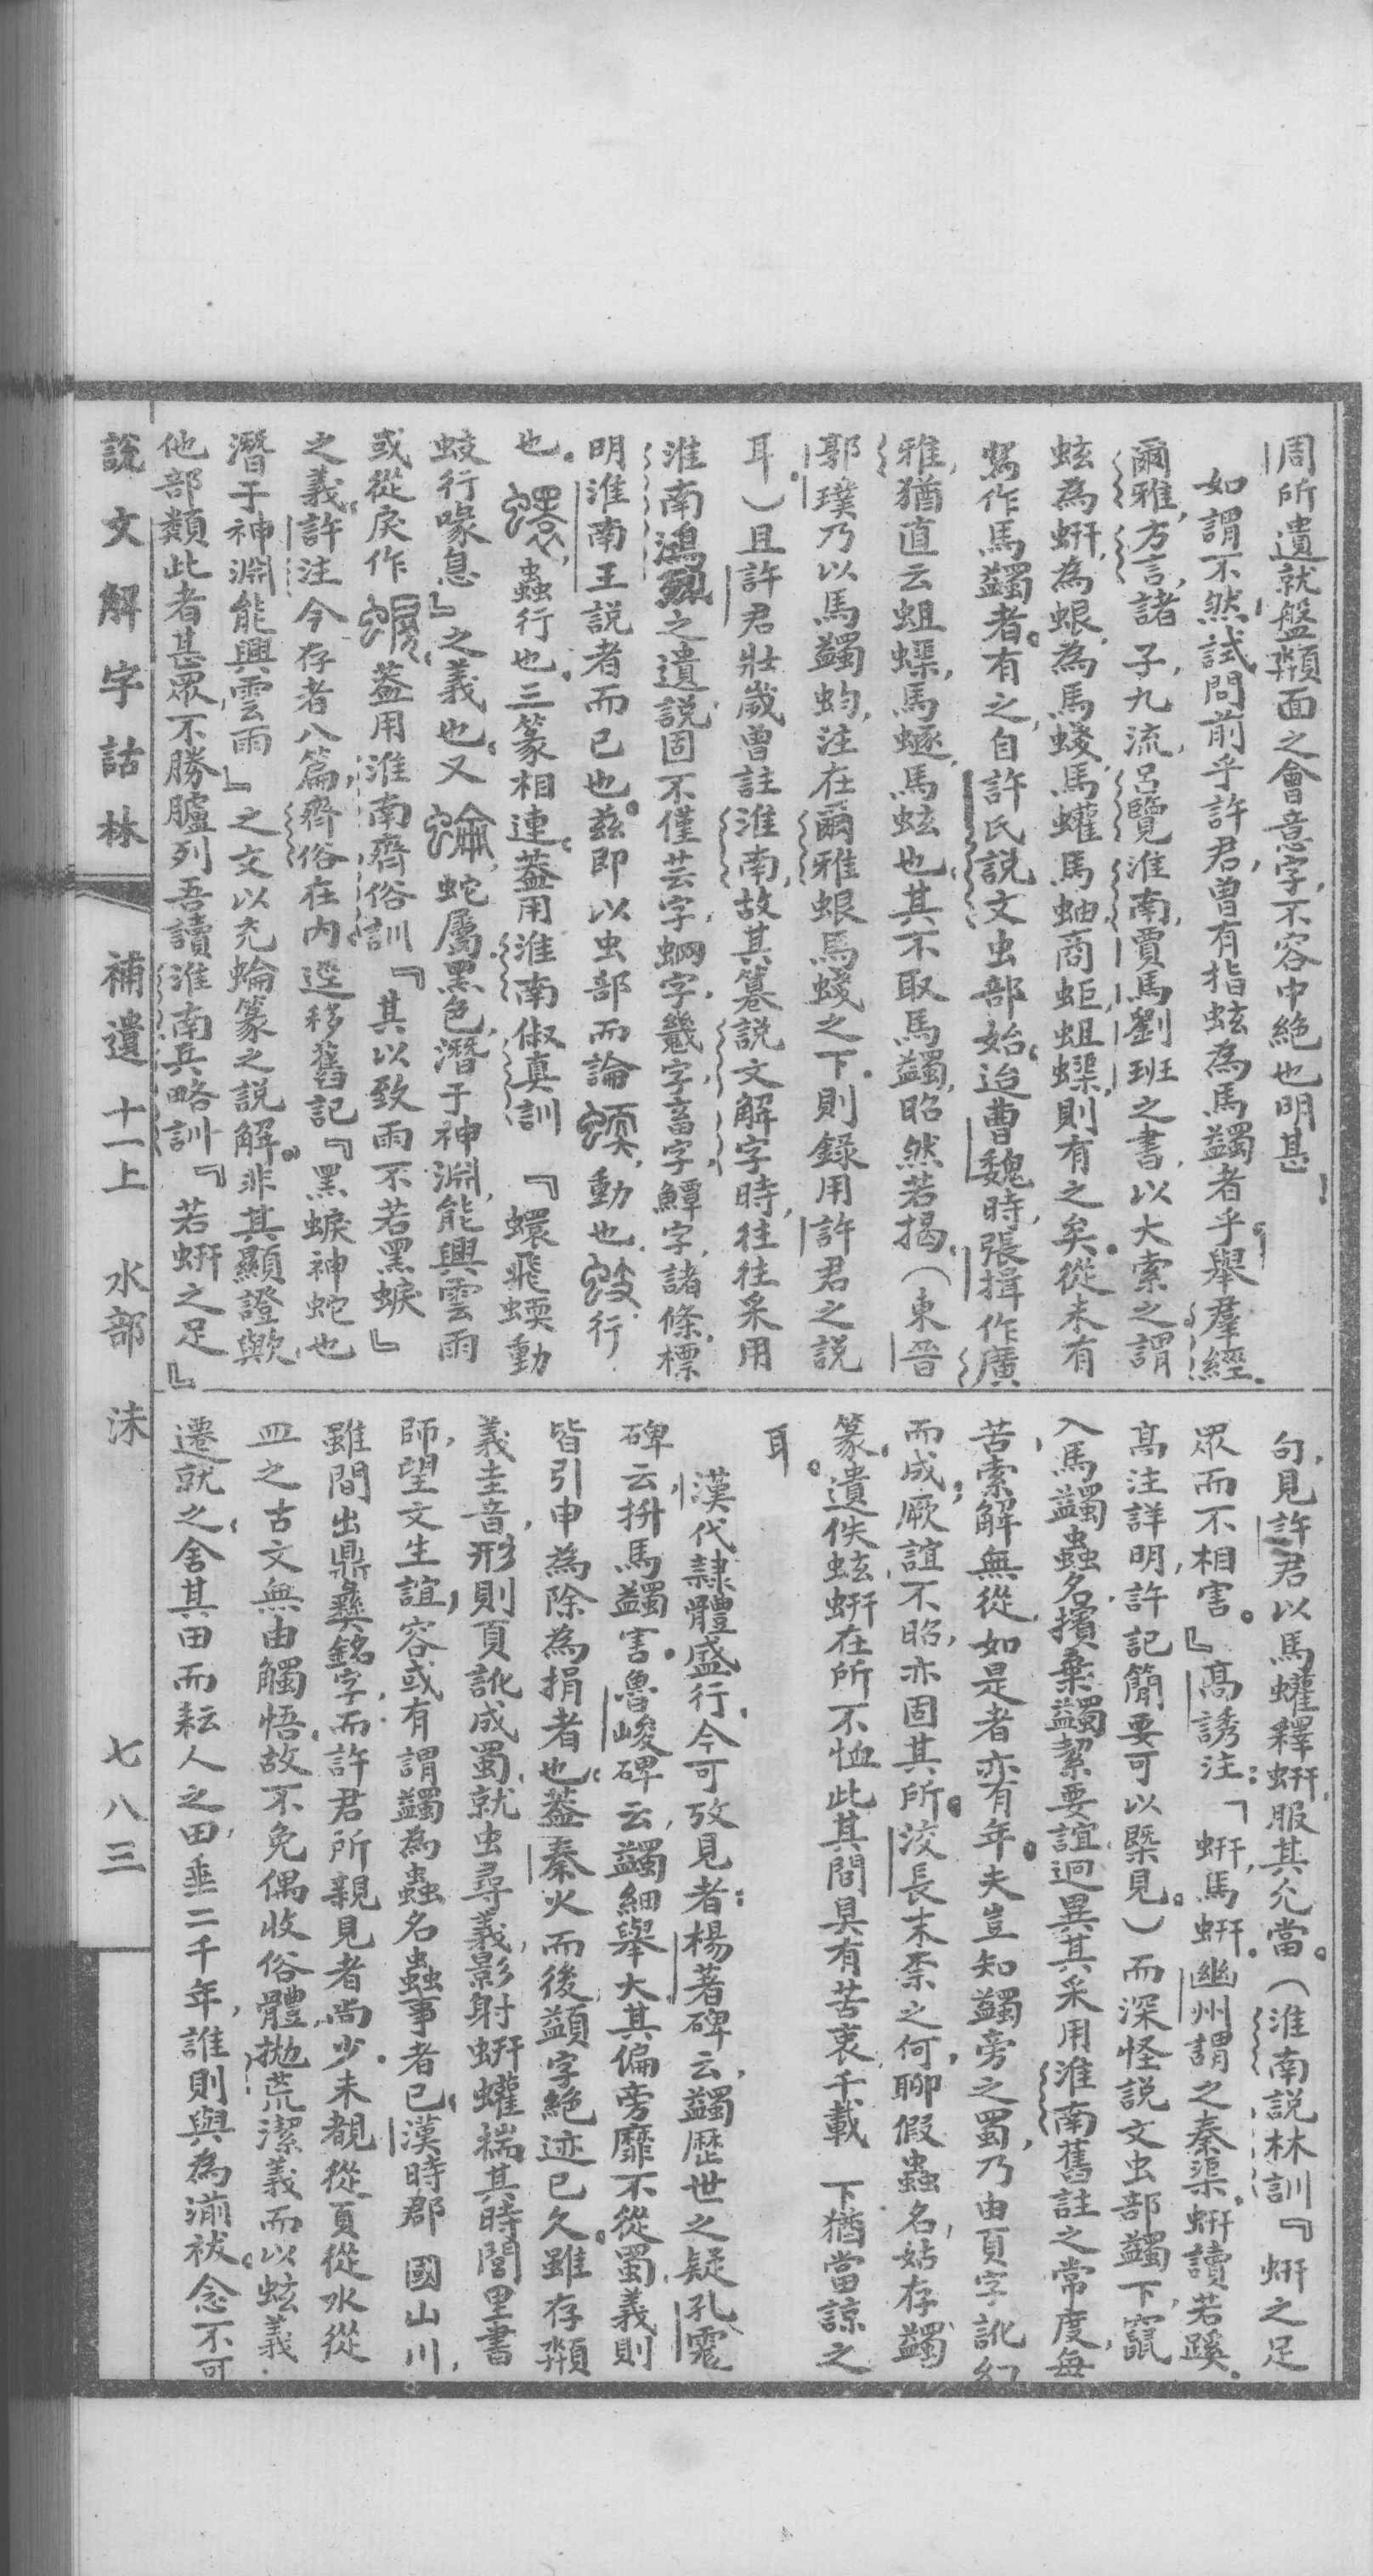 周所遺就盤頮面之會意字,不容中絕也明甚
如謂不然試問前乎許君,曾有指蚿為馬蠲者乎。舉羣經。
爾雅,方言,諸子,九流,呂覽淮南,賈馬劉班之書,以大索之謂
蚿為蚈,為蛝,為馬蝬,馬蠸馬蚰商蚷,蛆蟝,則有之矣。從未有
寫作馬蠲者。有之,自許氏說文虫部始。迨曹魏時,張揖作廣
雅,猶直云蛆蟝,馬蠾,馬蚿也,其不取馬蠲,昭然若揭。(東晉
郭璞乃以馬蠲蚐,注在爾雅蛝馬蝬之下。則錄用許君之說
耳。)且許君壯歲曾註淮南,故其篹說文解字時,往往采用
淮南鴻烈之遺說,固不僅芸字,蜩字,鬾字,畜字,鱓字,諸條標
明淮南王說者而已也。茲即以虫部而論蝡,動也蚑行
也。蠉,蟲行也。三篆相連。蓋用淮南俶真訓『蠉飛蝡動
蚑行喙息』之義也。又蜦,蛇屬黑色,潛于神淵,能興雲雨
或從戾作蜧,蓋用淮南齊俗訓『其以致雨不若黑蜧』
之義。許注今存者八篇,齊俗在內。逕移舊記『黑蜧神蛇也
潛于神淵能興雲雨』之文以充蜦篆之說解。非其顯證歟
他部類此者甚眾,不勝臚列吾讀淮南兵略訓『若蚈之足』
句,見許君以馬蠸釋蚈,服其允當。(淮南說林訓『蚈之足
眾而不相害。』高誘注:「蚈,馬蚈。幽州謂之秦渠。蚈讀若蹊。
高注詳明,許記簡要可以槩見。)而深怪說文虫部蠲下,竄
入馬蠲蟲名,擯棄蠲絜要誼迥異其采用淮南舊註之常度,每
苦索解無從,如是者亦有年。夫豈知蠲旁之蜀,乃由頁字訛幻
而成,厥誼不昭,亦固其所。洨長末柰之何,聊假蟲名,姑存蠲
篆,遺佚蚿蚈在所不恤此其間具有苦衷,千載 下猶當諒之
耳。
漢代隸體盛行,今可攷見者:楊著碑云,蠲歷世之疑孔霓
碑云,拚馬蠲害。魯峻碑云,蠲細舉大其偏旁靡不從蜀,義則
皆引申為除為捐者也。蓋秦火而後,𧖸字絕迹已久,雖存頮
義圭音,形則頁訛成蜀,就虫尋義,影射蚈蠸揣其時閭里書
師,望文生誼,容或有謂蠲為蟲名蟲事者已,漢時郡 國山川,
雖間出鼎彝銘字,而許君所親見者尚少。未覩從頁從水從
皿之古文無由觸悟,故不免偶收俗體,拋荒潔義而以蚿義
遷就之。舍其田而耘人之田,垂二千年,誰則與為湔祓。念不可
說文解字詁林
補遺十一上 水部 沬
七八三